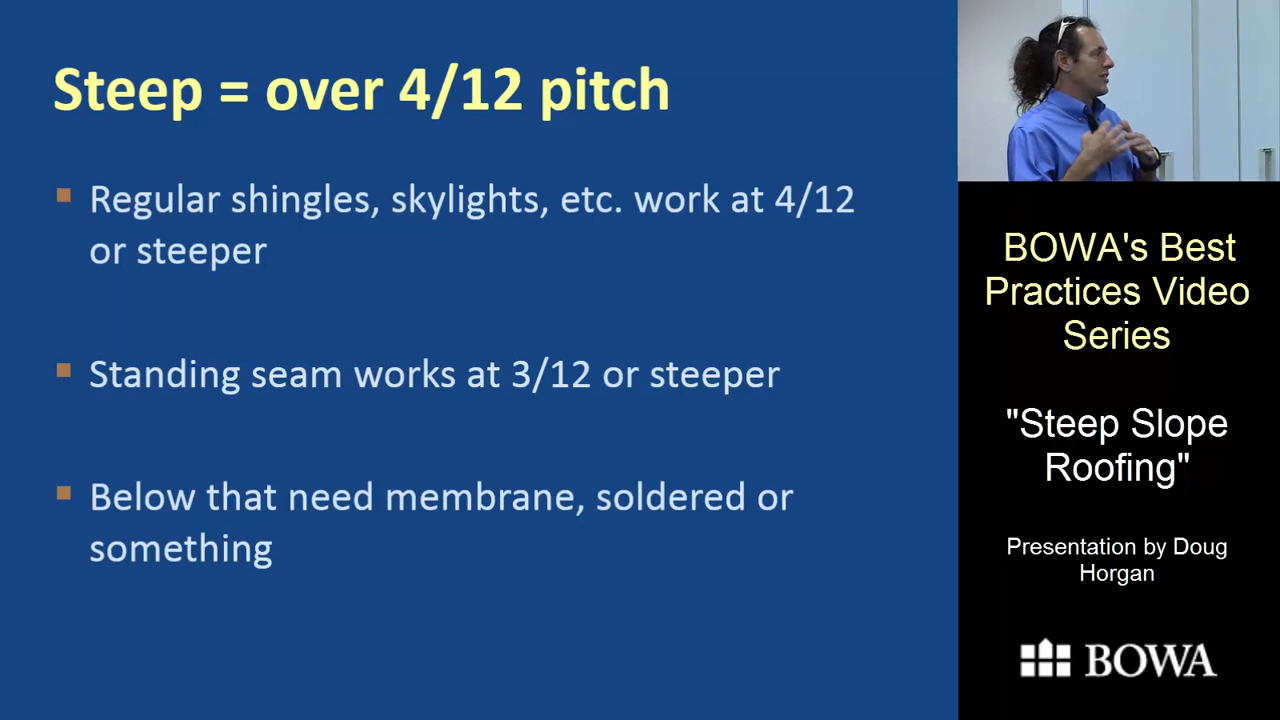 Steep = over 4/12 pitch
Regular shingles, skylights, etc. work at 4/12
or steeper
Standing seam works at 3/12 or steeper
Below that need membrane, soldered or
something
BOWA's Best
Practices Video
Series
"Steep Slope
Roofing"
Presentation by Doug
Horgan
BOWA